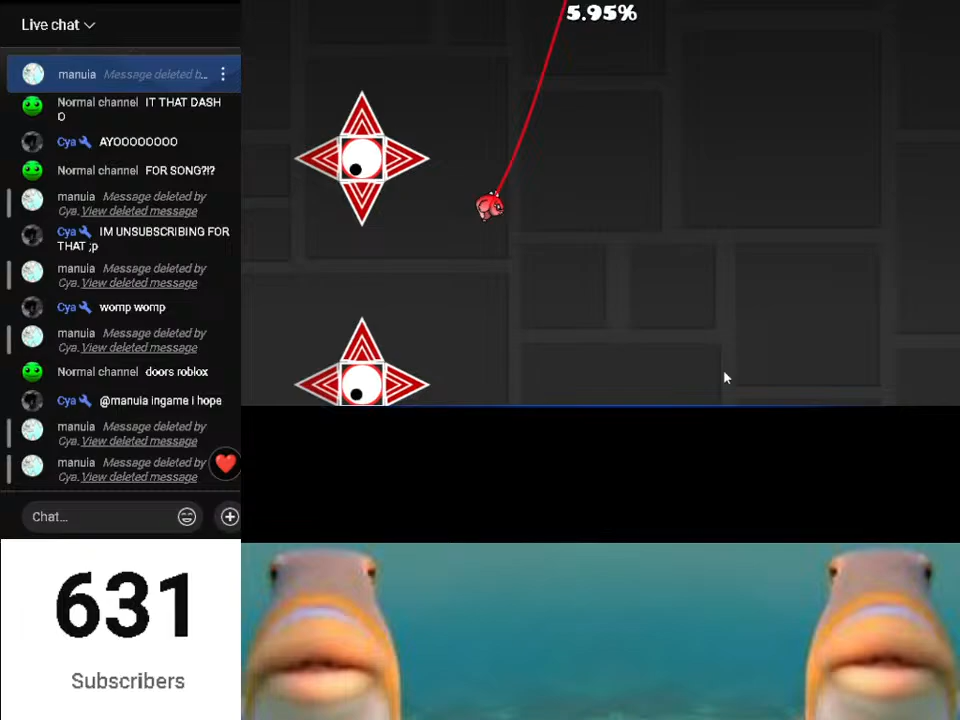 Live chat
manuia Message deleted b...
Normal channel IT THAT DASH
O
Cya AYOOOOOOO
Normal channel FOR SONG?!?
manuia Message deleted by
Cya. View deleted message
Cya IM UNSUBSCRIBING FOR
THAT ;p
manuia Message deleted by
Cya. View deleted message
Cya womp womp
manuia Message deleted by
Cya. View deleted message
Normal channel doors roblox
Cya @manuia ingame i hope
manuia Message deleted by
Cya. View deleted message
manuia Message deleted by
Cya. View deleted message
Chat...
631
Subscribers
5.95%